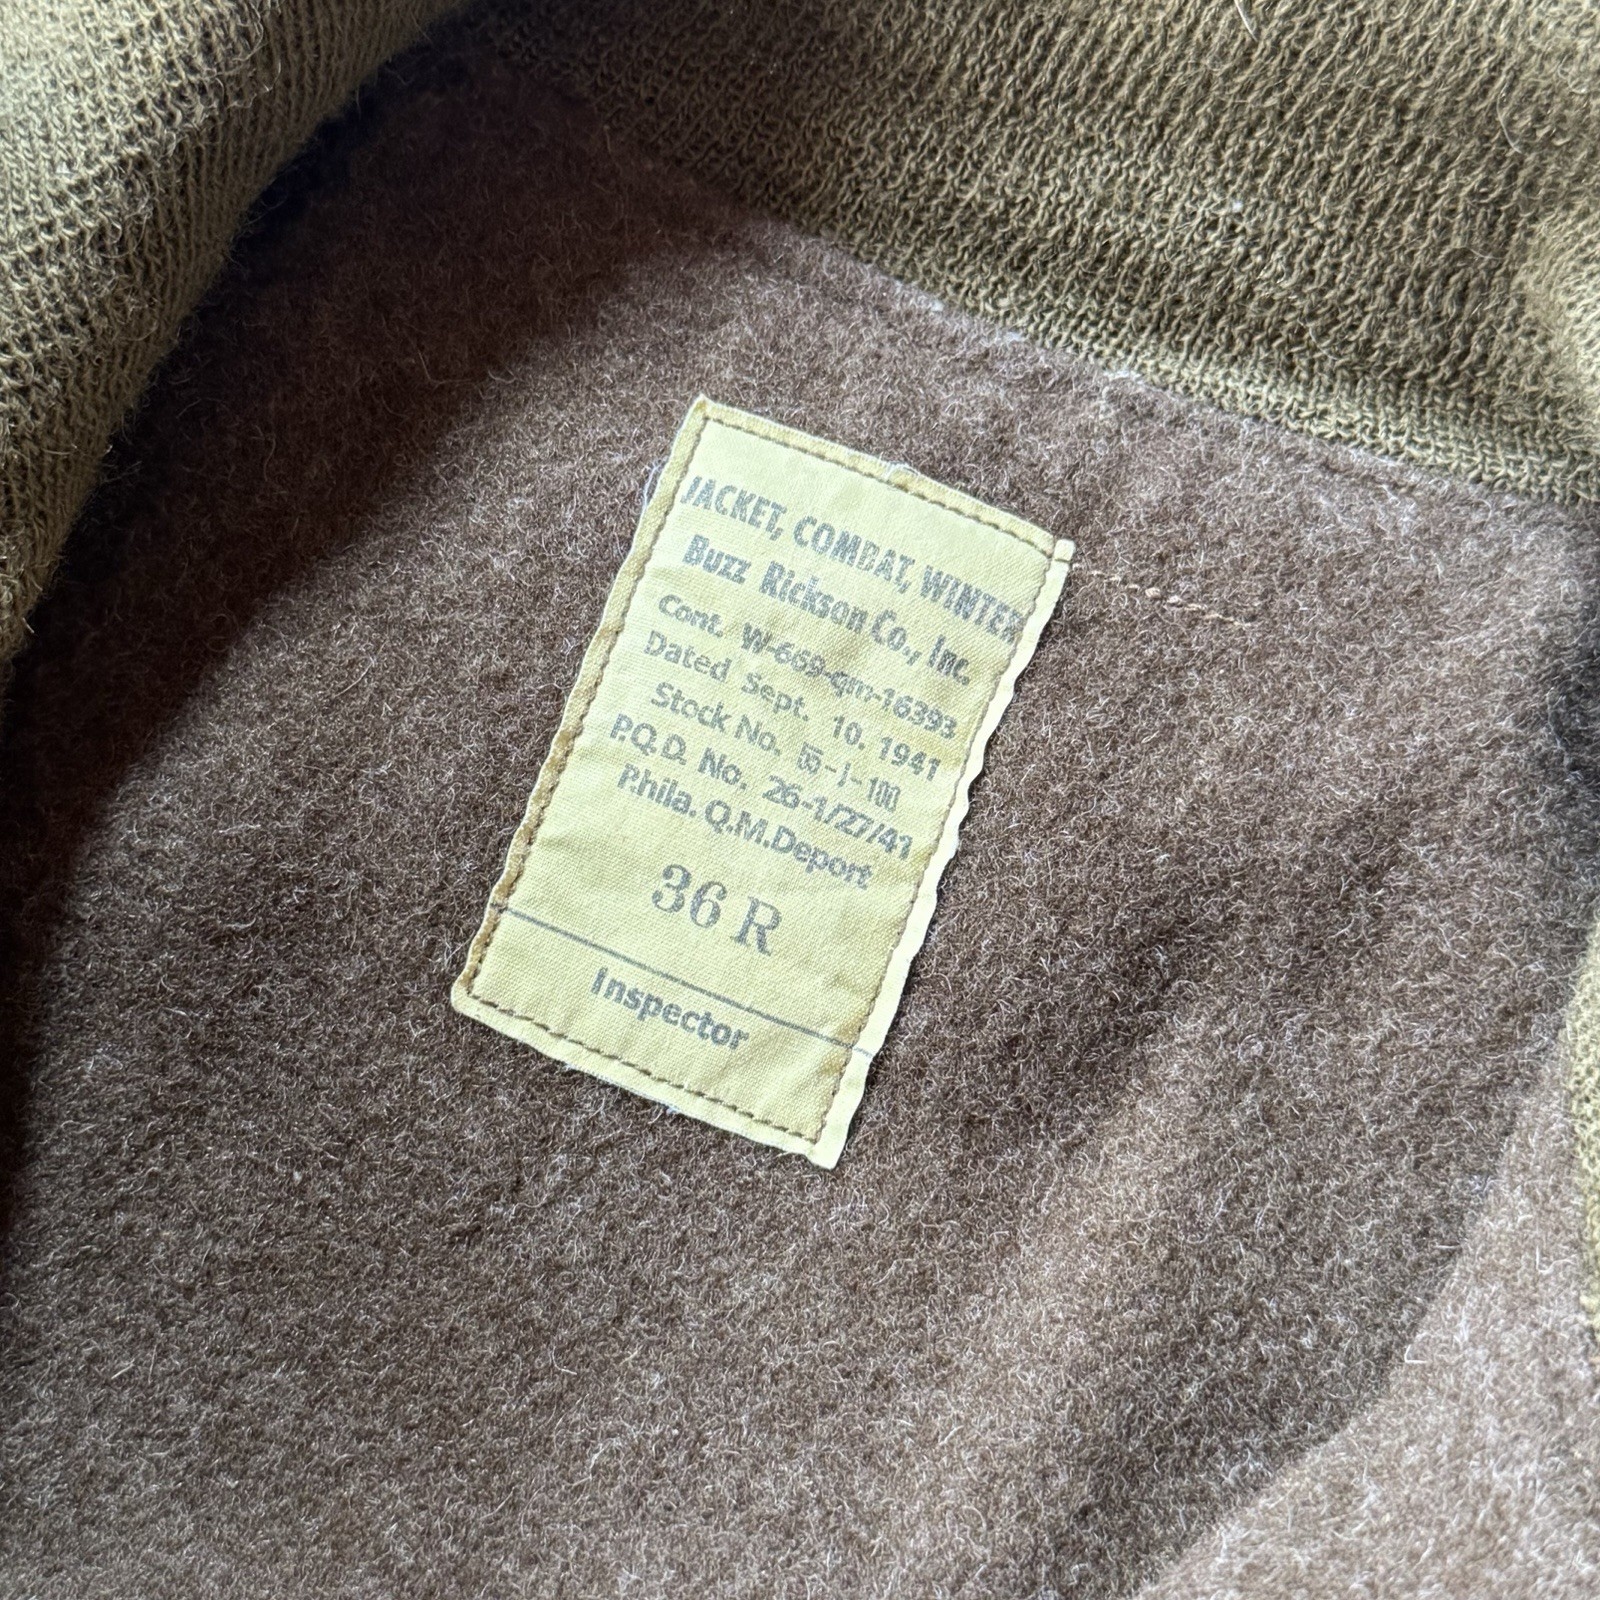 JACKET, COMBAT, WINTER
Buzz Rickson Co., Inc.
Cont. W-669-qm-16393
Dated Sept. 10. 1941
Stock No. 55-J-100
P.Q.D. No. 26-1/27/41
Phila. Q.M.Deport
36 R
Inspector